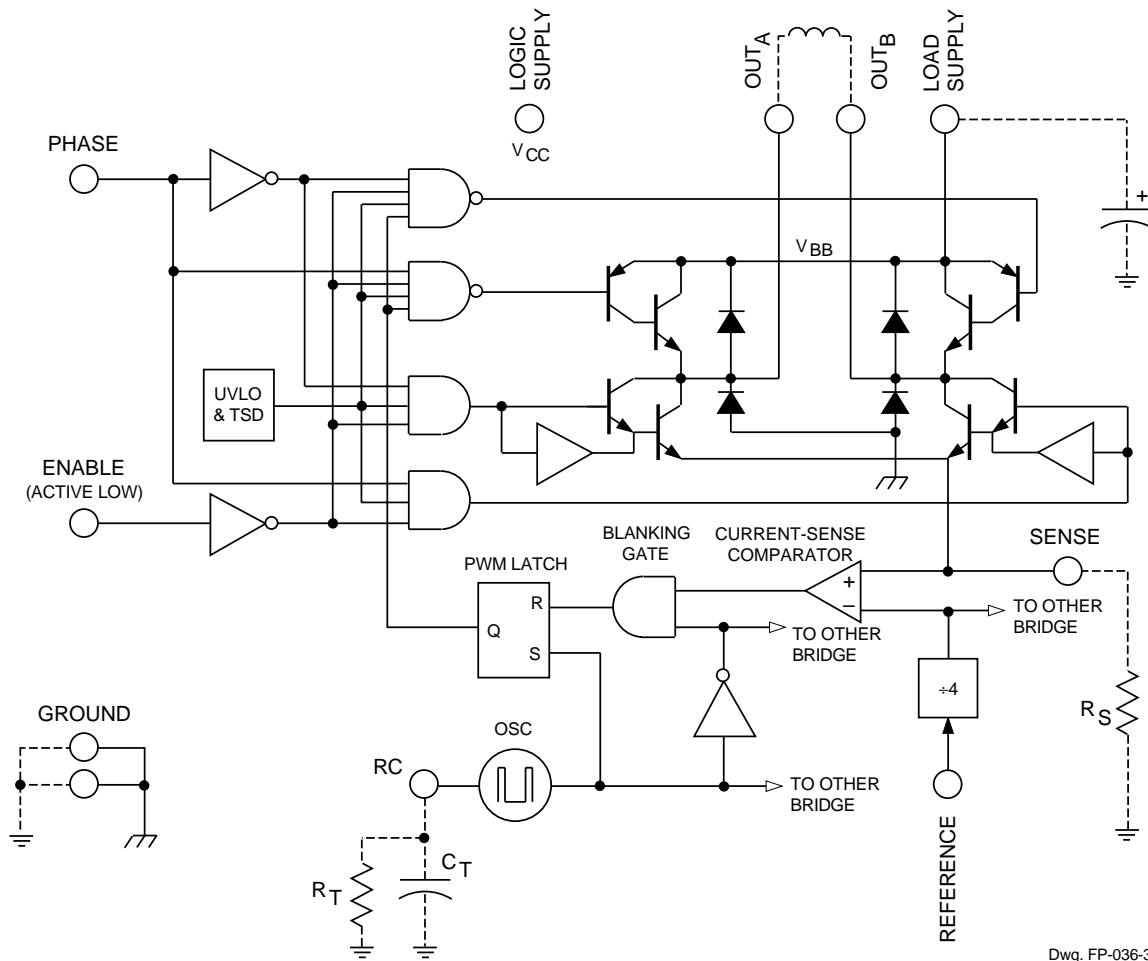 LOGIC
SUPPLY
V CC
OUT A
OUT B
LOAD
SUPPLY
+
PHASE
V BB
UVLO
& TSD
ENABLE
(ACTIVE LOW)
BLANKING
GATE
CURRENT-SENSE
COMPARATOR
SENSE
PWM LATCH
R
Q
S
+
–
TO OTHER
BRIDGE
TO OTHER
BRIDGE
÷4
R S
GROUND
OSC
RC
TO OTHER
BRIDGE
C T
R T
REFERENCE
Dwg. FP-036-3